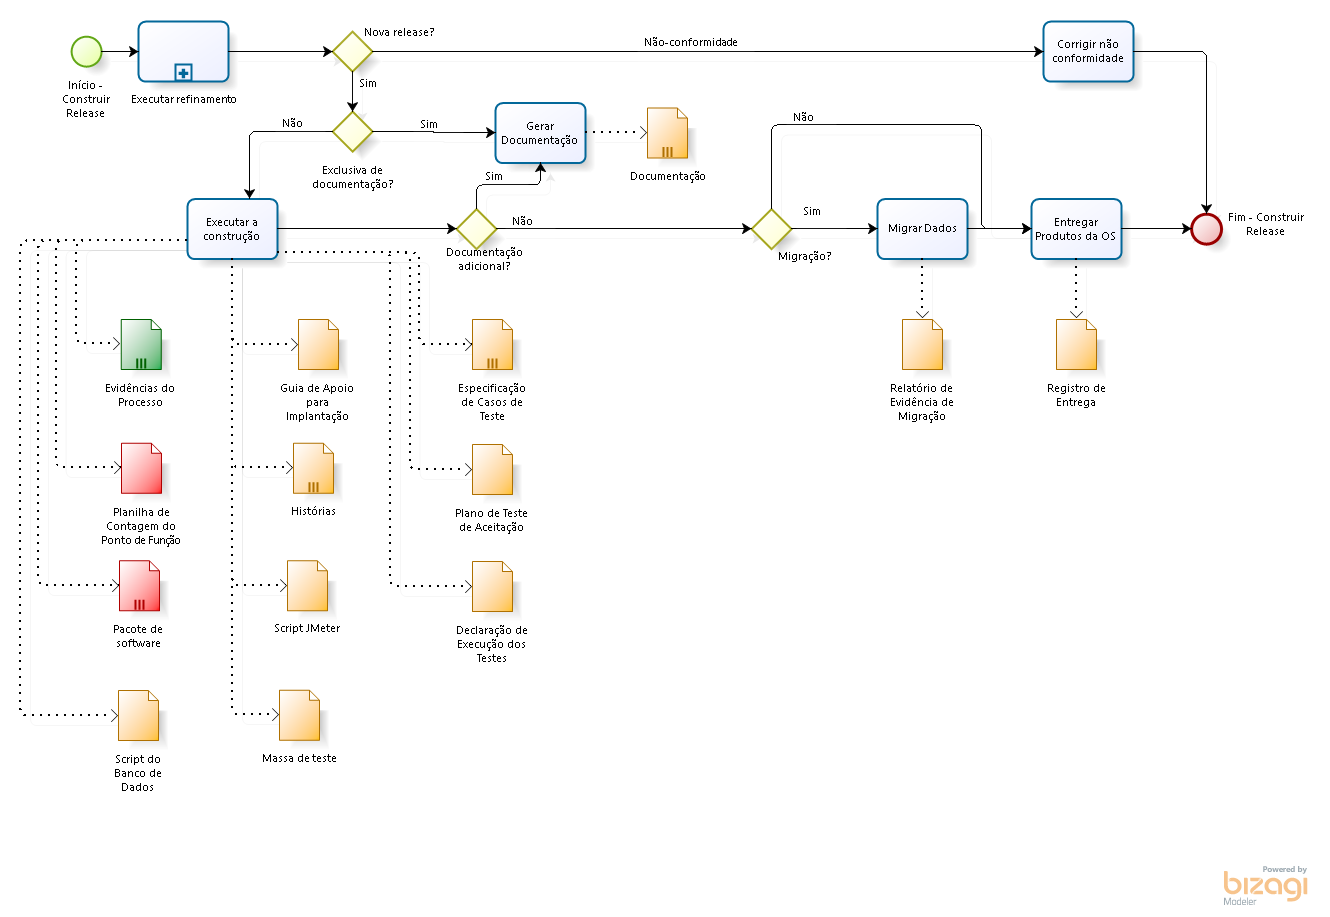 Nova release?
Não-conformidade
Corrigir não
conformidade
Início -
Construir
Release
Executar refinamento
Sim
Não
Sim
Gerar
Documentação
Exclusiva de
documentação?
Documentação
Sim
Não
Executar a
construção
Não
Documentação
adicional?
Sim
Migração?
Migrar Dados
Entregar
Produtos da OS
Fim - Construir
Release
Evidências do
Processo
Guia de Apoio
para
Implantação
Especificação
de Casos de
Teste
Relatório de
Evidência de
Migração
Registro de
Entrega
Planilha de
Contagem do
Ponto de Função
Histórias
Plano de Teste
de Aceitação
Pacote de
software
Script JMeter
Declaração de
Execução dos
Testes
Script do
Banco de
Dados
Massa de teste
Powered by
bizagi
Modeler